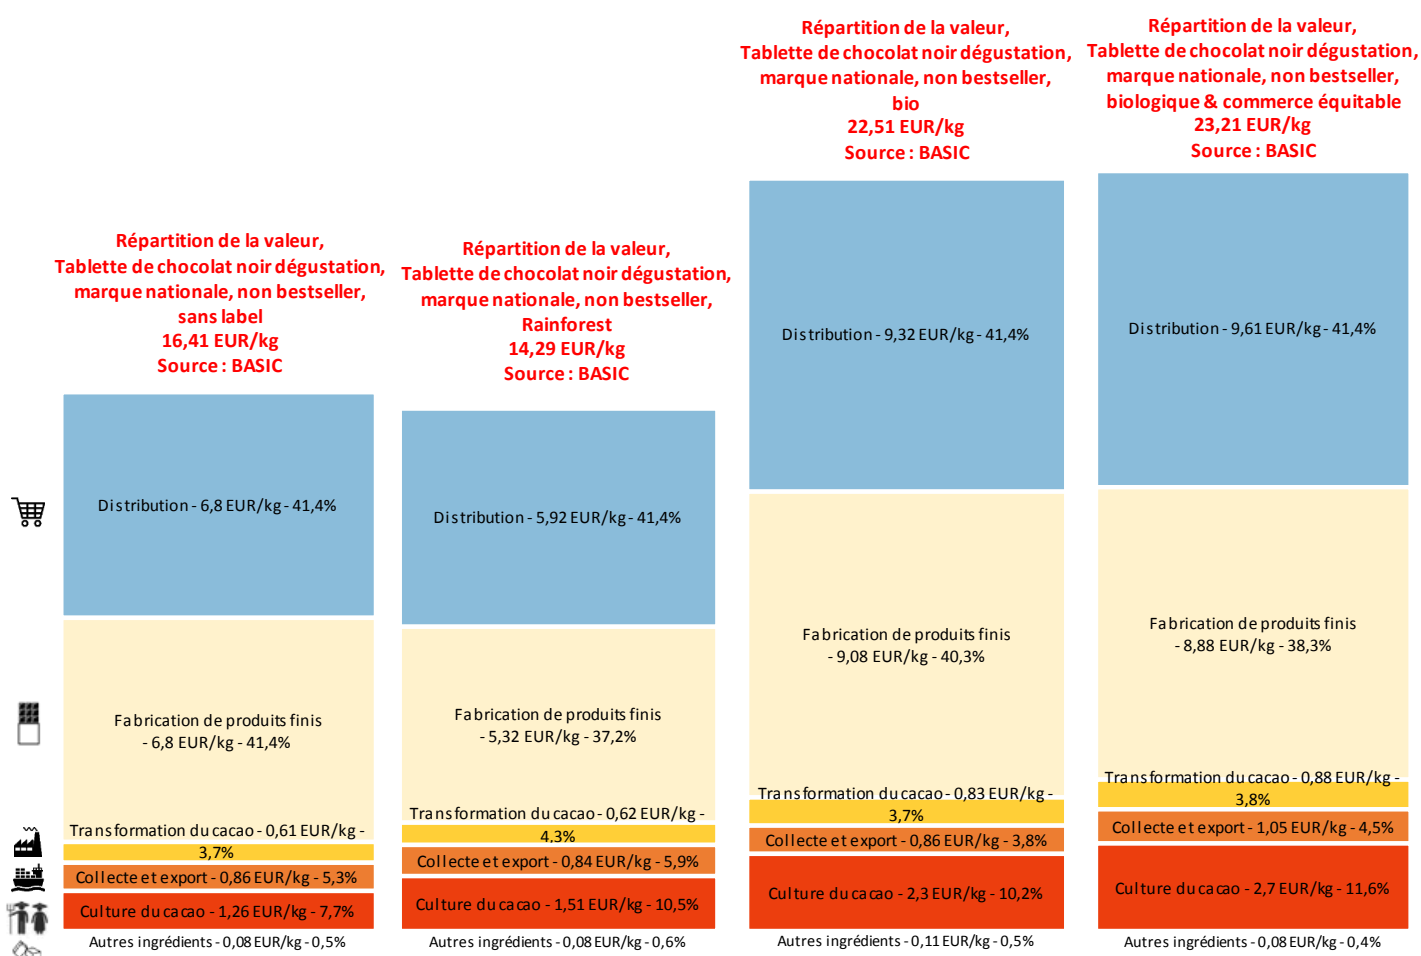 Répartition de la valeur,
Tablette de chocolat noir dégustation,
marque nationale, non bestseller,
sans label
16,41 EUR/kg
Source : BASIC
Distribution - 6,8 EUR/kg - 41,4%
Fabrication de produits finis
- 6,8 EUR/kg - 41,4%
Transformation du cacao - 0,61 EUR/kg -
3,7%
Collecte et export - 0,86 EUR/kg - 5,3%
Culture du cacao - 1,26 EUR/kg - 7,7%
Autres ingrédients - 0,08 EUR/kg - 0,5%
Répartition de la valeur,
Tablette de chocolat noir dégustation,
marque nationale, non bestseller,
Rainforest
14,29 EUR/kg
Source : BASIC
Distribution - 5,92 EUR/kg - 41,4%
Fabrication de produits finis
- 5,32 EUR/kg - 37,2%
Transformation du cacao - 0,62 EUR/kg -
4,3%
Collecte et export - 0,84 EUR/kg - 5,9%
Culture du cacao - 1,51 EUR/kg - 10,5%
Autres ingrédients - 0,08 EUR/kg - 0,6%
Répartition de la valeur,
Tablette de chocolat noir dégustation,
marque nationale, non bestseller,
bio
22,51 EUR/kg
Source : BASIC
Distribution - 9,32 EUR/kg - 41,4%
Fabrication de produits finis
- 9,08 EUR/kg - 40,3%
Transformation du cacao - 0,83 EUR/kg -
3,7%
Collecte et export - 0,86 EUR/kg - 3,8%
Culture du cacao - 2,3 EUR/kg - 10,2%
Autres ingrédients - 0,11 EUR/kg - 0,5%
Répartition de la valeur,
Tablette de chocolat noir dégustation,
marque nationale, non bestseller,
biologique & commerce équitable
23,21 EUR/kg
Source : BASIC
Distribution - 9,61 EUR/kg - 41,4%
Fabrication de produits finis
- 8,88 EUR/kg - 38,3%
Transformation du cacao - 0,88 EUR/kg -
3,8%
Collecte et export - 1,05 EUR/kg - 4,5%
Culture du cacao - 2,7 EUR/kg - 11,6%
Autres ingrédients - 0,08 EUR/kg - 0,4%